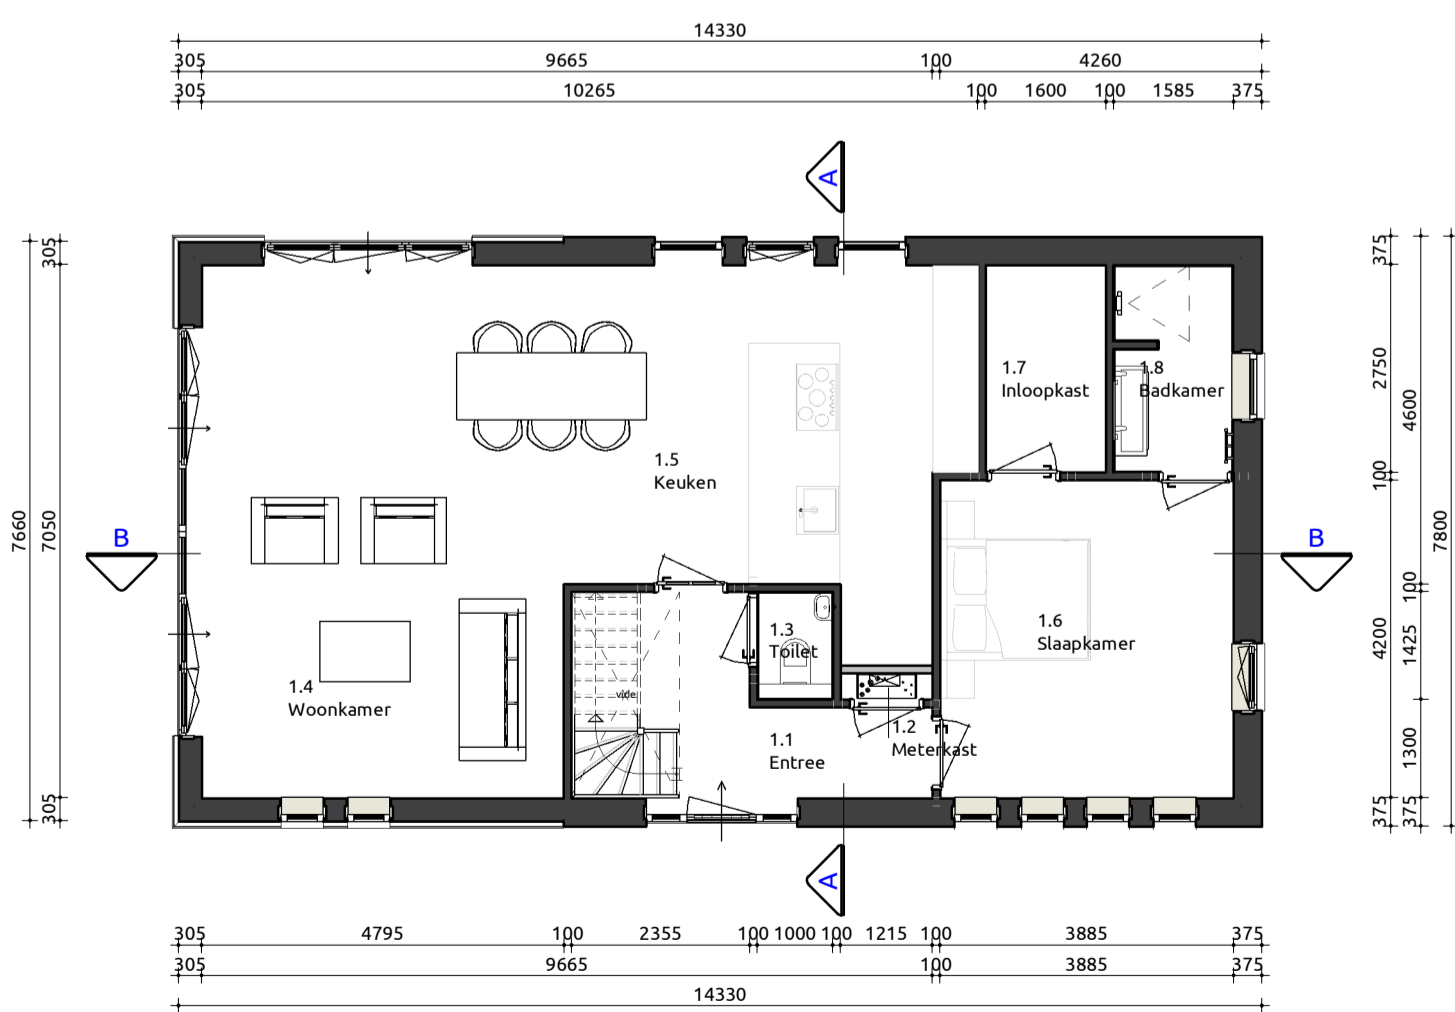 14330
305 9665 100 4260
305 10265 100 1600 100 1585 375
A
305
375
1.7
Inloopkast
1.8
Badkamer
2750
4600
1.5
Keuken
100
7660
7050
B
B
7800
100
1.3
Toilet
1.6
Slaapkamer
4200
1425
vide
1.4
Woonkamer
1.2
Meterkast
1.1
Entree
1300
305
375
375
A
305 4795 100 2355 100 1000 100 1215 100 3885 375
305 9665 100 3885 375
14330